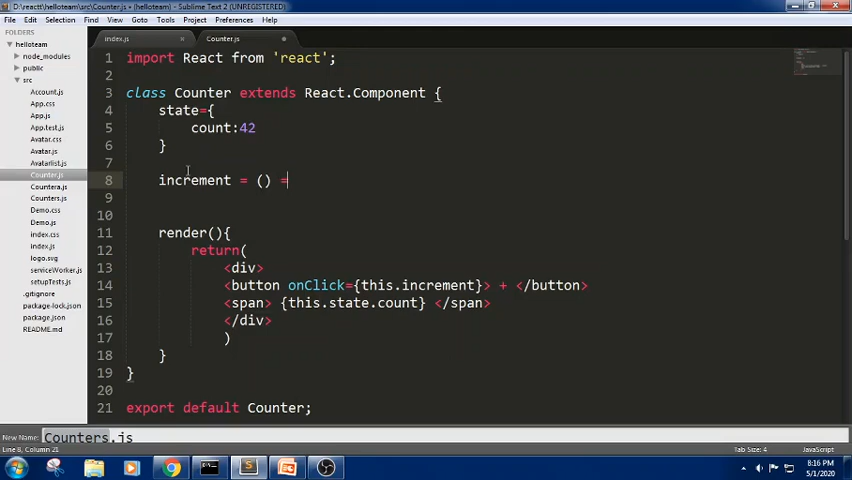 D:\reactt\helloteam\src\Counter.js • (helloteam) - Sublime Text 2 (UNREGISTERED)
File Edit Selection Find View Goto Tools Project Preferences Help
FOLDERS
helloteam
node_modules
public
src
Account.js
App.css
App.js
App.test.js
Avatar.css
Avatar.js
Avatarlist.js
Counter.js
Countera.js
Counters.js
Demo.css
Demo.js
index.css
index.js
logo.svg
serviceWorker.js
setupTests.js
.gitignore
package-lock.json
package.json
README.md
index.js × Counter.js •
1 import React from 'react';
2
3 class Counter extends React.Component {
4 state={
5 count:42
6 }
7
8 increment = () =
9
10
11 render(){
12 return(
13 <div>
14 <button onClick={this.increment}> + </button>
15 <span> {this.state.count} </span>
16 </div>
17 )
18 }
19 }
20
21 export default Counter;
New Name: Counters.js
Line 8, Column 21 Tab Size: 4 JavaScript
8:16 PM
5/1/2020